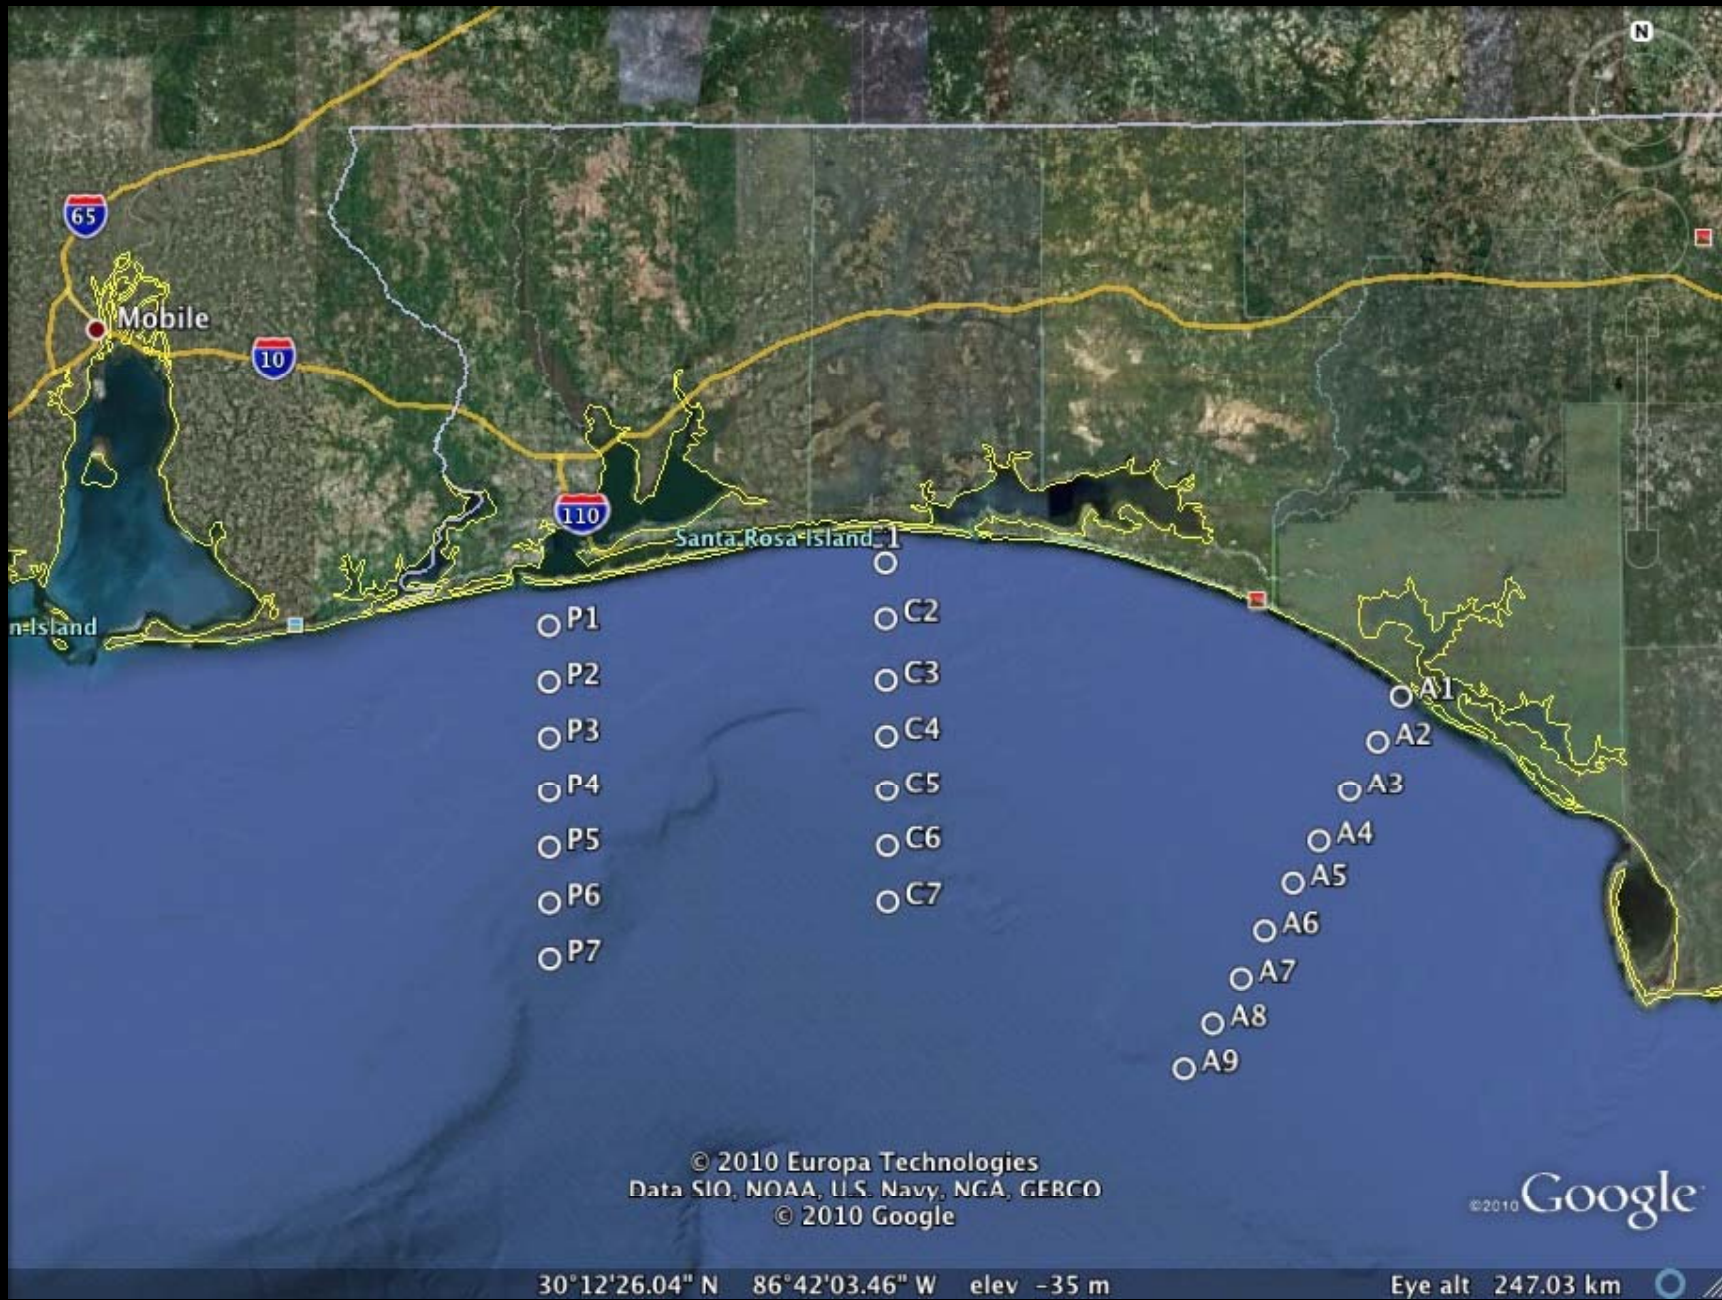 N
65
Mobile
10
110
Santa Rosa Island
n-Island
P1
C2
P2
C3
A1
P3
C4
A2
P4
C5
A3
P5
C6
A4
A5
P6
C7
A6
P7
A7
A8
A9
© 2010 Europa Technologies
Data SIO, NOAA, U.S. Navy, NGA, GEBCO
© 2010 Google
©2010 Google
30°12'26.04" N 86°42'03.46" W elev -35 m
Eye alt 247.03 km